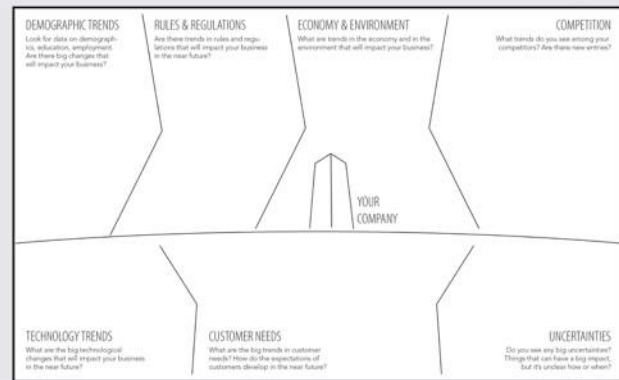 DEMOGRAPHIC TRENDS
Look for data on demograph-
ics, education, employment.
Are there big changes that
will impact your business?
RULES & REGULATIONS
Are there trends in rules and regu-
lations that will impact your business
in the near future?
ECONOMY & ENVIRONMENT
What are trends in the economy and in the
environment that will impact your business?
COMPETITION
What trends do you see among your
competitors? Are there new entries?
YOUR
COMPANY
TECHNOLOGY TRENDS
What are the big technological
changes that will impact your business
in the near future?
CUSTOMER NEEDS
What are the big trends in customer
needs? How do the expectations of
customers develop in the near future?
UNCERTAINTIES
Do you see any big uncertainties?
Things that can have a big impact,
but it's unclear how or when?